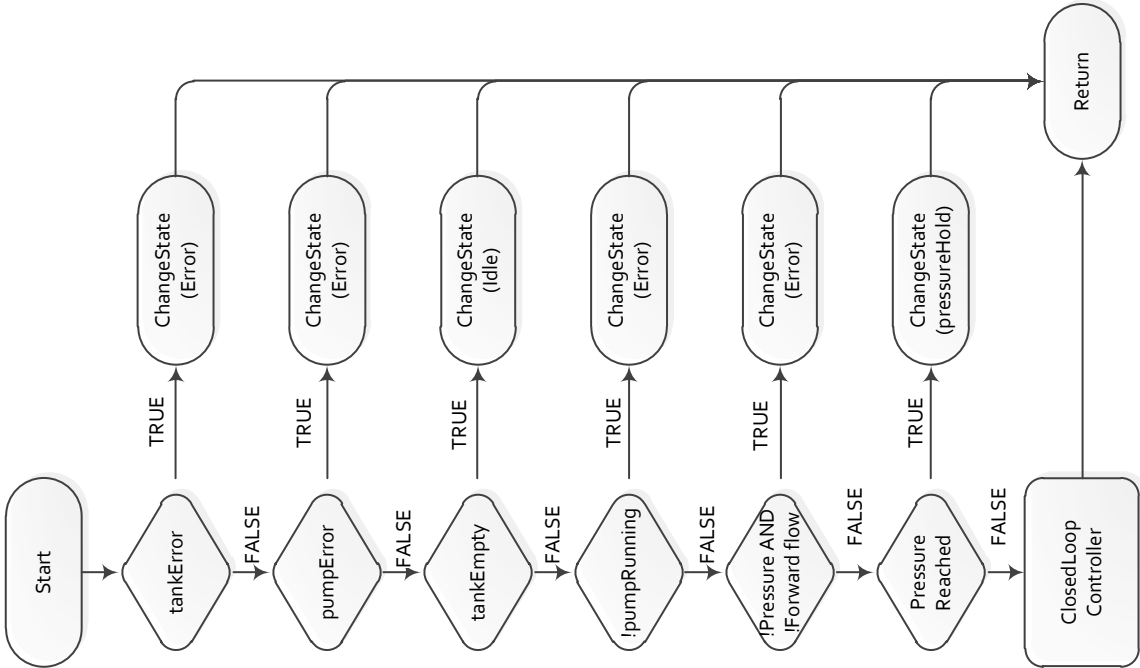 Start
tankError
TRUE
ChangeState
(Error)
FALSE
pumpError
TRUE
ChangeState
(Error)
FALSE
tankEmpty
TRUE
ChangeState
(Idle)
FALSE
!pumpRunning
TRUE
ChangeState
(Error)
FALSE
!Pressure AND
!Forward flow
TRUE
ChangeState
(Error)
FALSE
Pressure
Reached
TRUE
ChangeState
(pressureHold)
FALSE
ClosedLoop
Controller
Return